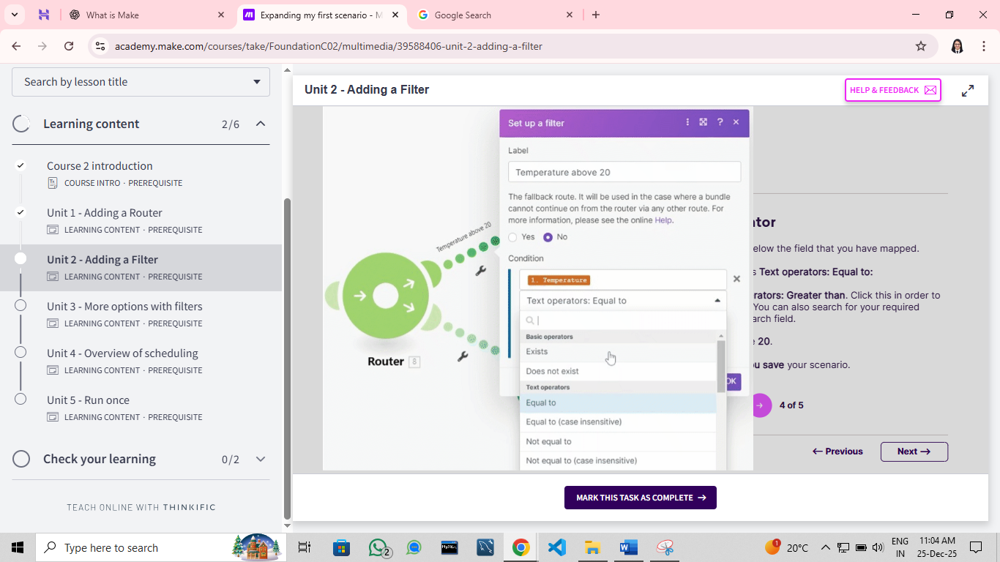 What is Make
Expanding my first scenario - M
Google Search
academy.make.com/courses/take/FoundationC02/multimedia/39588406-unit-2-adding-a-filter
Search by lesson title
Learning content 2/6
Course 2 introduction
COURSE INTRO · PREREQUISITE
Unit 1 - Adding a Router
LEARNING CONTENT · PREREQUISITE
Unit 2 - Adding a Filter
LEARNING CONTENT · PREREQUISITE
Unit 3 - More options with filters
LEARNING CONTENT · PREREQUISITE
Unit 4 - Overview of scheduling
LEARNING CONTENT · PREREQUISITE
Unit 5 - Run once
LEARNING CONTENT · PREREQUISITE
Check your learning 0/2
TEACH ONLINE WITH THINKIFIC
Unit 2 - Adding a Filter
HELP & FEEDBACK
Temperature above 20
Router 8
Set up a filter
Label
Temperature above 20
The fallback route. It will be used in the case where a bundle
cannot continue on from the router via any other route. For
more information, please see the online Help.
Yes No
Condition
1. Temperature
Text operators: Equal to
Basic operators
Exists
Does not exist
Text operators
Equal to
Equal to (case insensitive)
Not equal to
Not equal to (case insensitive)
OK
tor
elow the field that you have mapped.
s Text operators: Equal to:
rators: Greater than. Click this in order to
You can also search for your required
arch field.
e 20.
u save your scenario.
4 of 5
← Previous
Next →
MARK THIS TASK AS COMPLETE →
Type here to search
2
MySQL
1
20°C
ENG
IN
11:04 AM
25-Dec-25